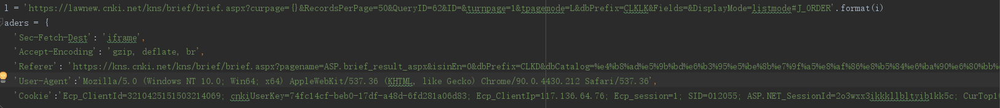 l = 'https://lawnew.cnki.net/kns/brief/brief.aspx?curpage={}&RecordsPerPage=50&QueryID=62&ID=&turnpage=1&tpagemode=L&dbPrefix=CLKLK&Fields=&DisplayMode=listmode#J_ORDER'.format(i)
aders = {
'Sec-Fetch-Dest': 'iframe',
'Accept-Encoding': 'gzip, deflate, br',
'Referer': 'https://kns.cnki.net/kns/brief/brief.aspx?pagename=ASP.brief_result_aspx&isinEn=0&dbPrefix=CLKD&dbCatalog=%e4%b8%ad%e5%9b%bd%e6%b3%95%e5%be%8b%e7%9f%a5%e8%af%86%e8%b5%84%e6%ba%90%e6%80%bb%e
'User-Agent':'Mozilla/5.0 (Windows NT 10.0; Win64; x64) AppleWebKit/537.36 (KHTML, like Gecko) Chrome/90.0.4430.212 Safari/537.36',
'Cookie':'Ecp_ClientId=3210425151503214069; cnkiUserKey=74fc14cf-beb0-17df-a48d-6fd281a06d83; Ecp_ClientIp=117.136.64.76; Ecp_session=1; SID=012055; ASP.NET_SessionId=2o3wxx3ikkkllbltyib1kk5c; CurTop1